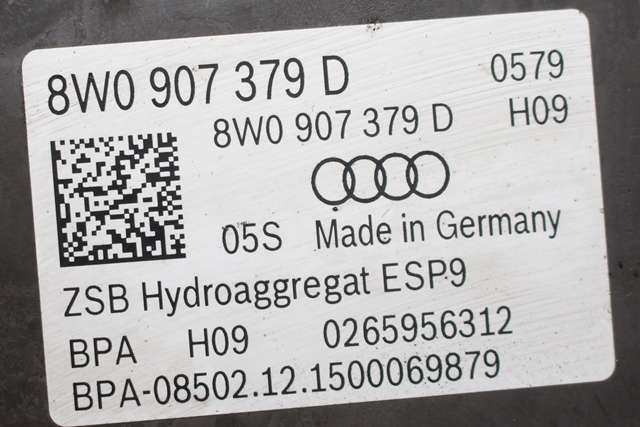 8W0 907 379 D 0579
8W0 907 379 D H09
05S Made in Germany
ZSB Hydroaggregat ESP9
BPA H09 0265956312
BPA-08502.12.1500069879